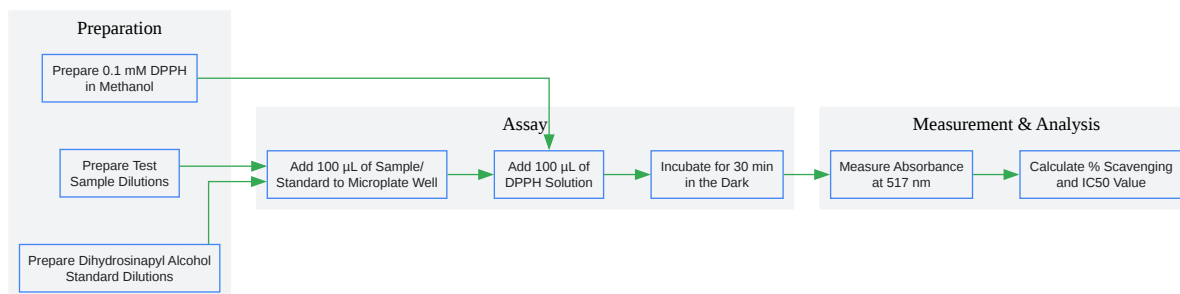 Preparation
Prepare 0.1 mM DPPH
in Methanol
Prepare Test
Sample Dilutions
Prepare Dihydrosinapyl Alcohol
Standard Dilutions
Assay
Add 100 µL of Sample/
Standard to Microplate Well
Add 100 µL of
DPPH Solution
Incubate for 30 min
in the Dark
Measurement & Analysis
Measure Absorbance
at 517 nm
Calculate % Scavenging
and IC50 Value